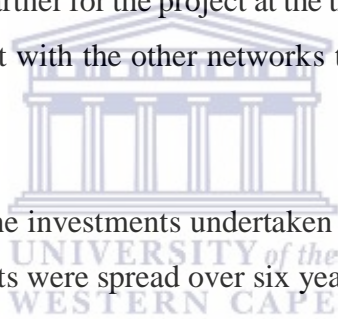 artner for the project at the t
t with the other networks t
ne investments undertaken
UNIVERSITY of the
ts were spread over six yea
WESTERN CAPE